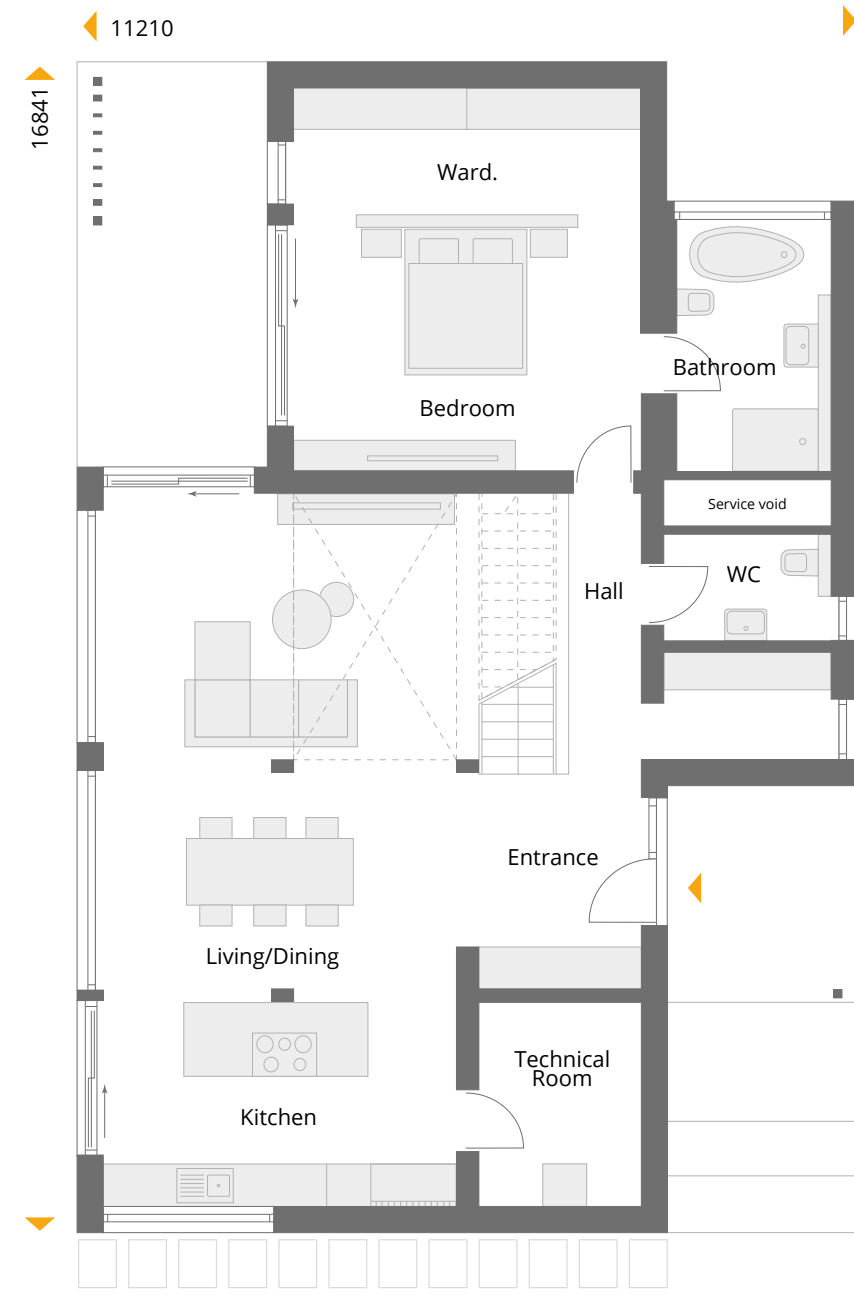 11210
16841
Ward.
Bedroom
Bathroom
Service void
WC
Hall
Entrance
Living/Dining
Technical
Room
Kitchen